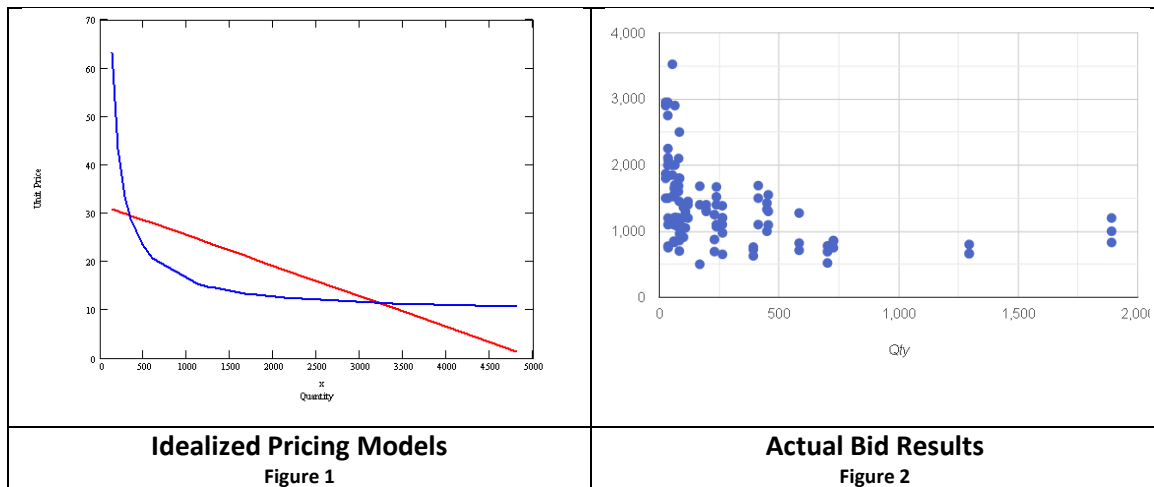 70
60
50
40
30
20
10
0
Unit Price
0 500 1000 1500 2000 2500 3000 3500 4000 4500 5000
x
Quantity
4,000
3,000
2,000
1,000
0
0 500 1,000 1,500 2,000
Qty
Idealized Pricing Models
Figure 1
Actual Bid Results
Figure 2